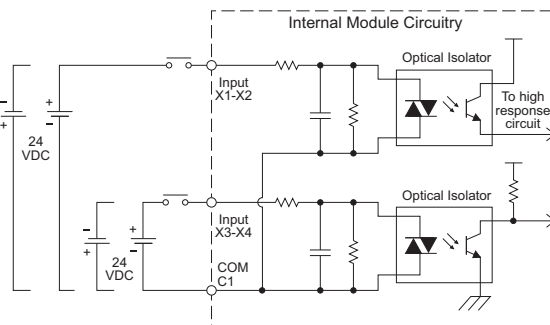 Internal Module Circuitry
Optical Isolator
Input
X1-X2
To high
response
circuit
–
+
+
–
24
VDC
Optical Isolator
Input
X3-X4
–
+
+
–
24
VDC
COM
C1